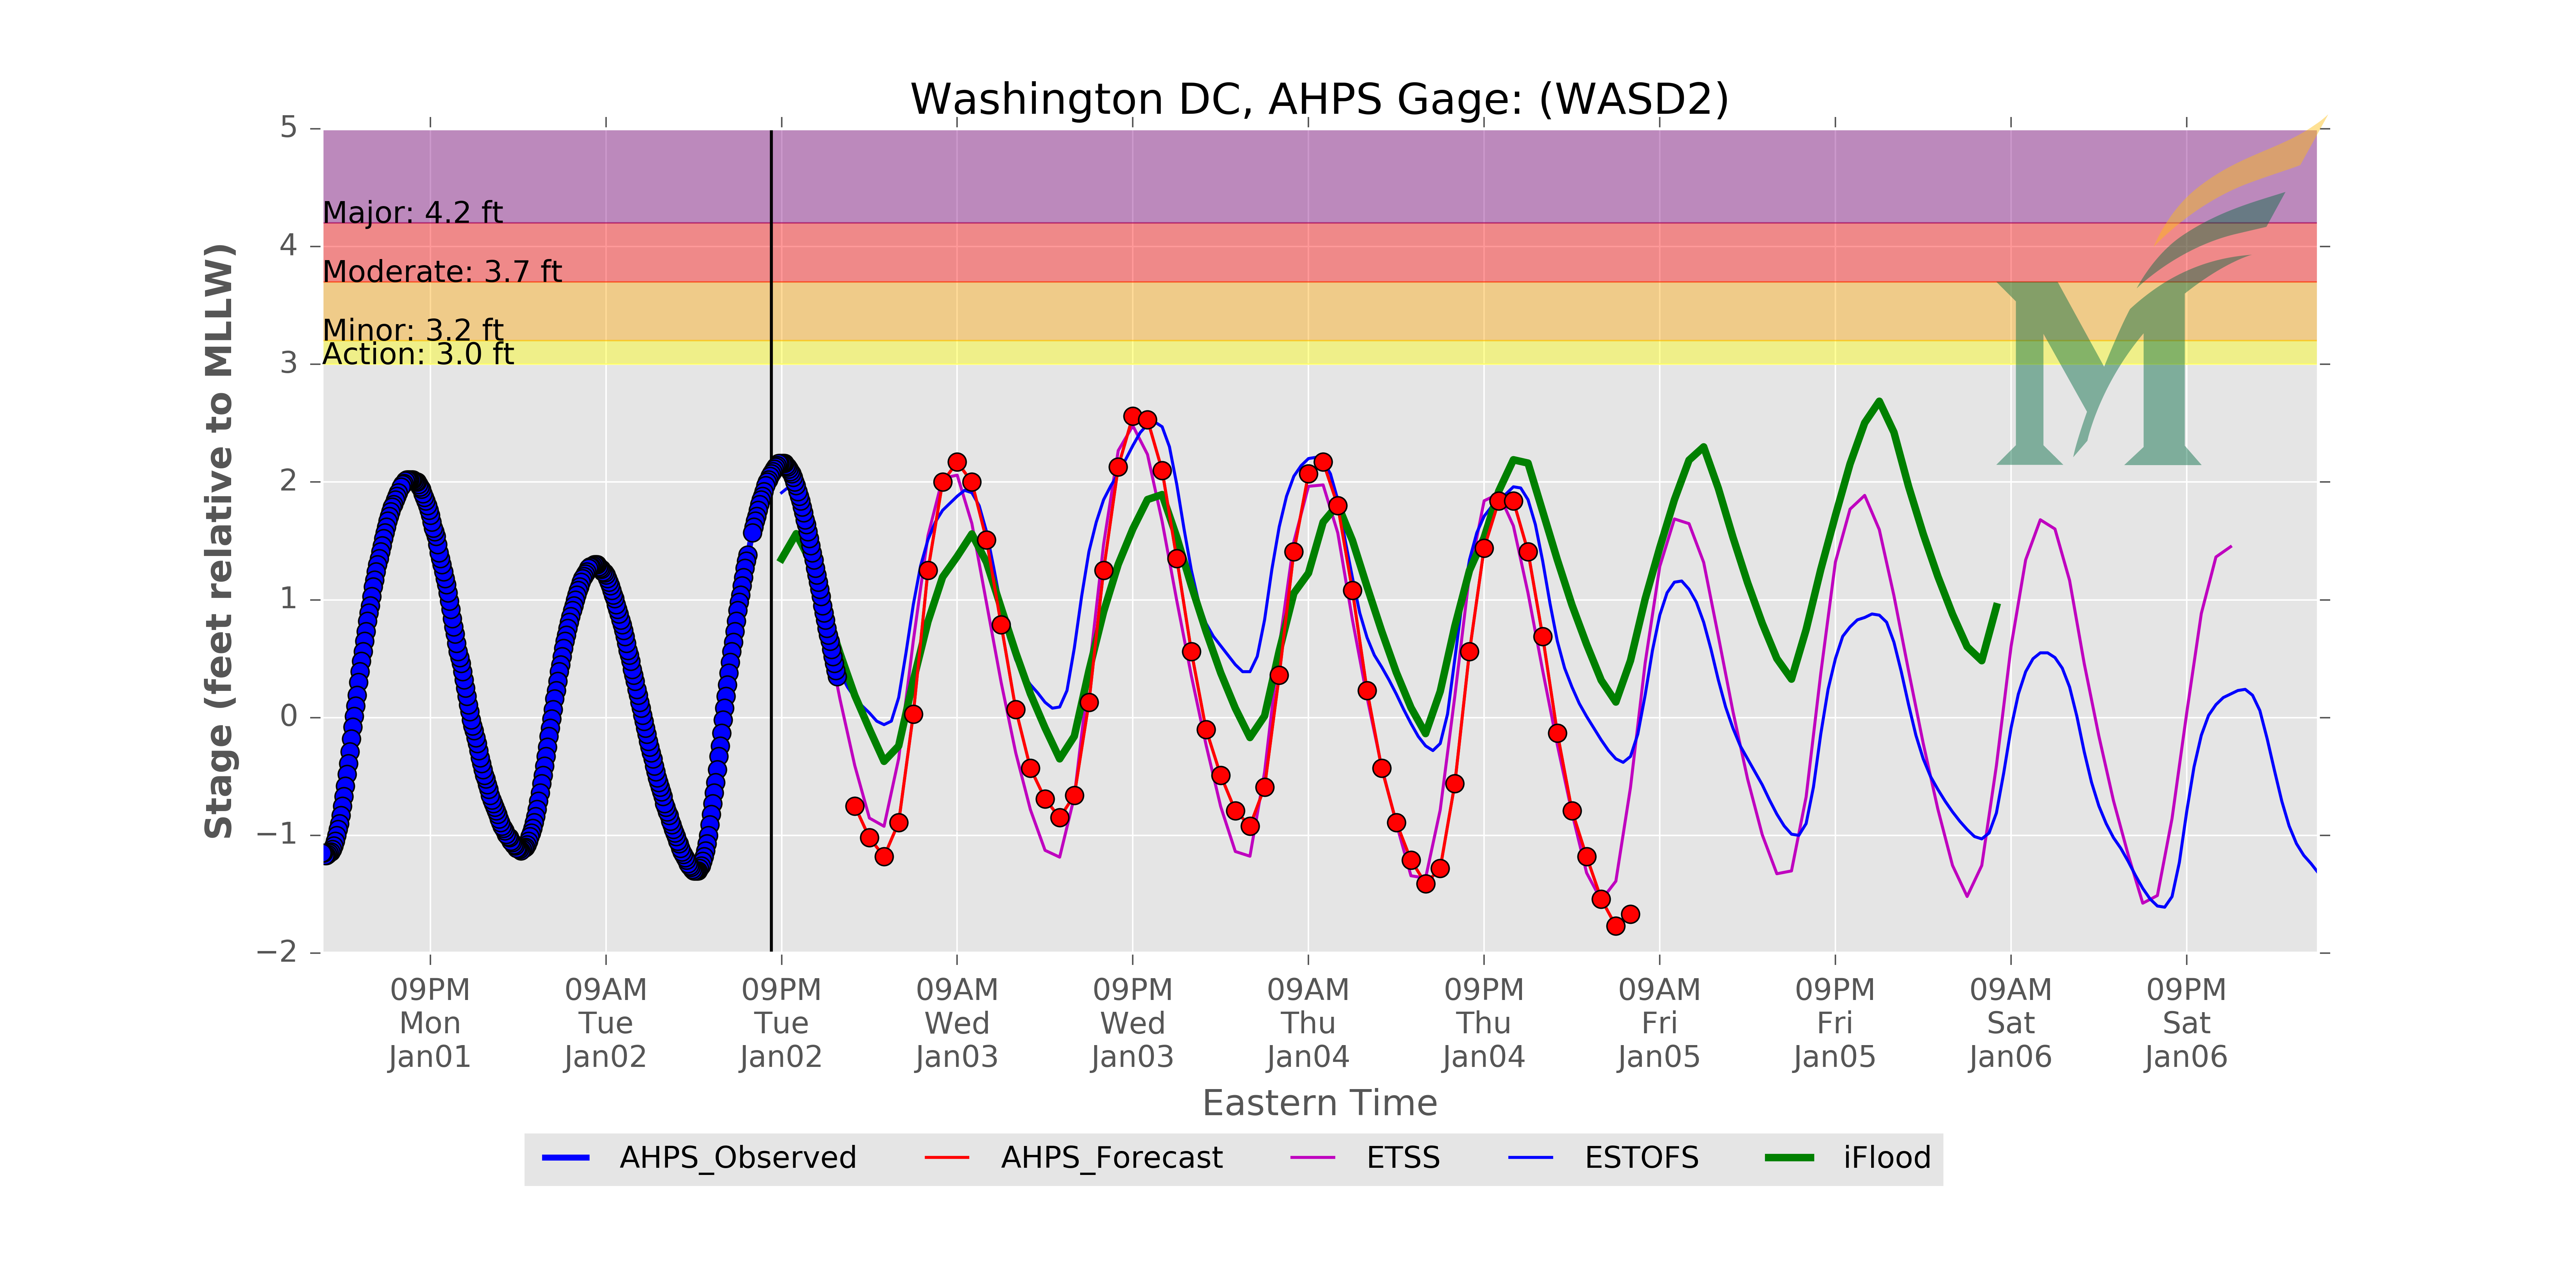 Washington DC, AHPS Gage: (WASD2)
5
4
3
2
1
0
−1
−2
Stage (feet relative to MLLW)
Major: 4.2 ft
Moderate: 3.7 ft
Minor: 3.2 ft
Action: 3.0 ft
M
09PM 09AM 09PM 09AM 09PM 09AM 09PM 09AM 09PM 09AM 09PM
Mon Tue Tue Wed Wed Thu Thu Fri Fri Sat Sat
Jan01 Jan02 Jan02 Jan03 Jan03 Jan04 Jan04 Jan05 Jan05 Jan06 Jan06
Eastern Time
AHPS_Observed AHPS_Forecast ETSS ESTOFS iFlood